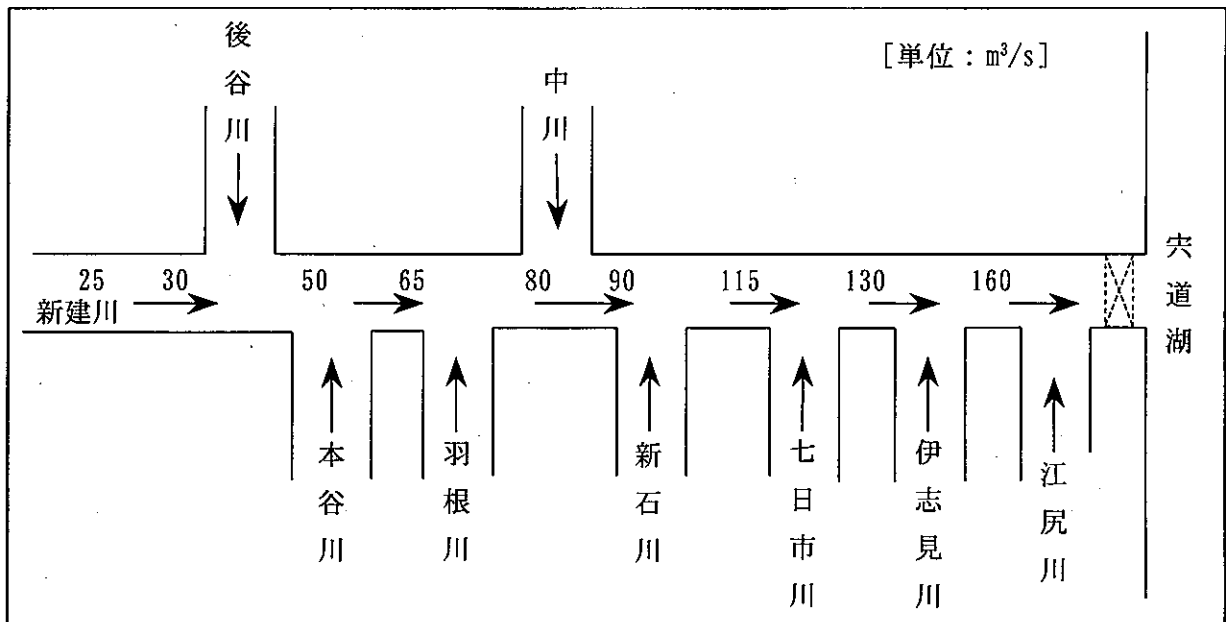 後谷川
中川
[単位：m³/s]
25 30 50 65 80 90 115 130 160
新建川
宍道湖
本谷川
羽根川
新石川
七日市川
伊志見川
江尻川